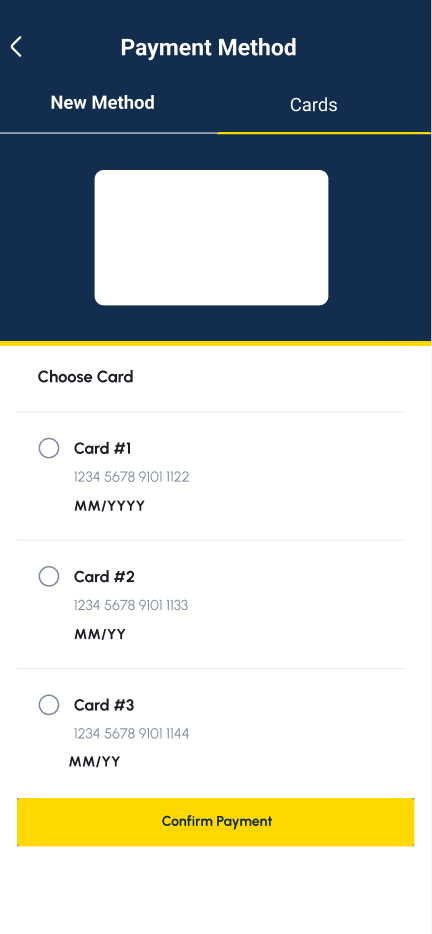 Payment Method
New Method
Cards
Choose Card
Card #1
1234 5678 9101 1122
MM/YYYY
Card #2
1234 5678 9101 1133
MM/YY
Card #3
1234 5678 9101 1144
MM/YY
Confirm Payment